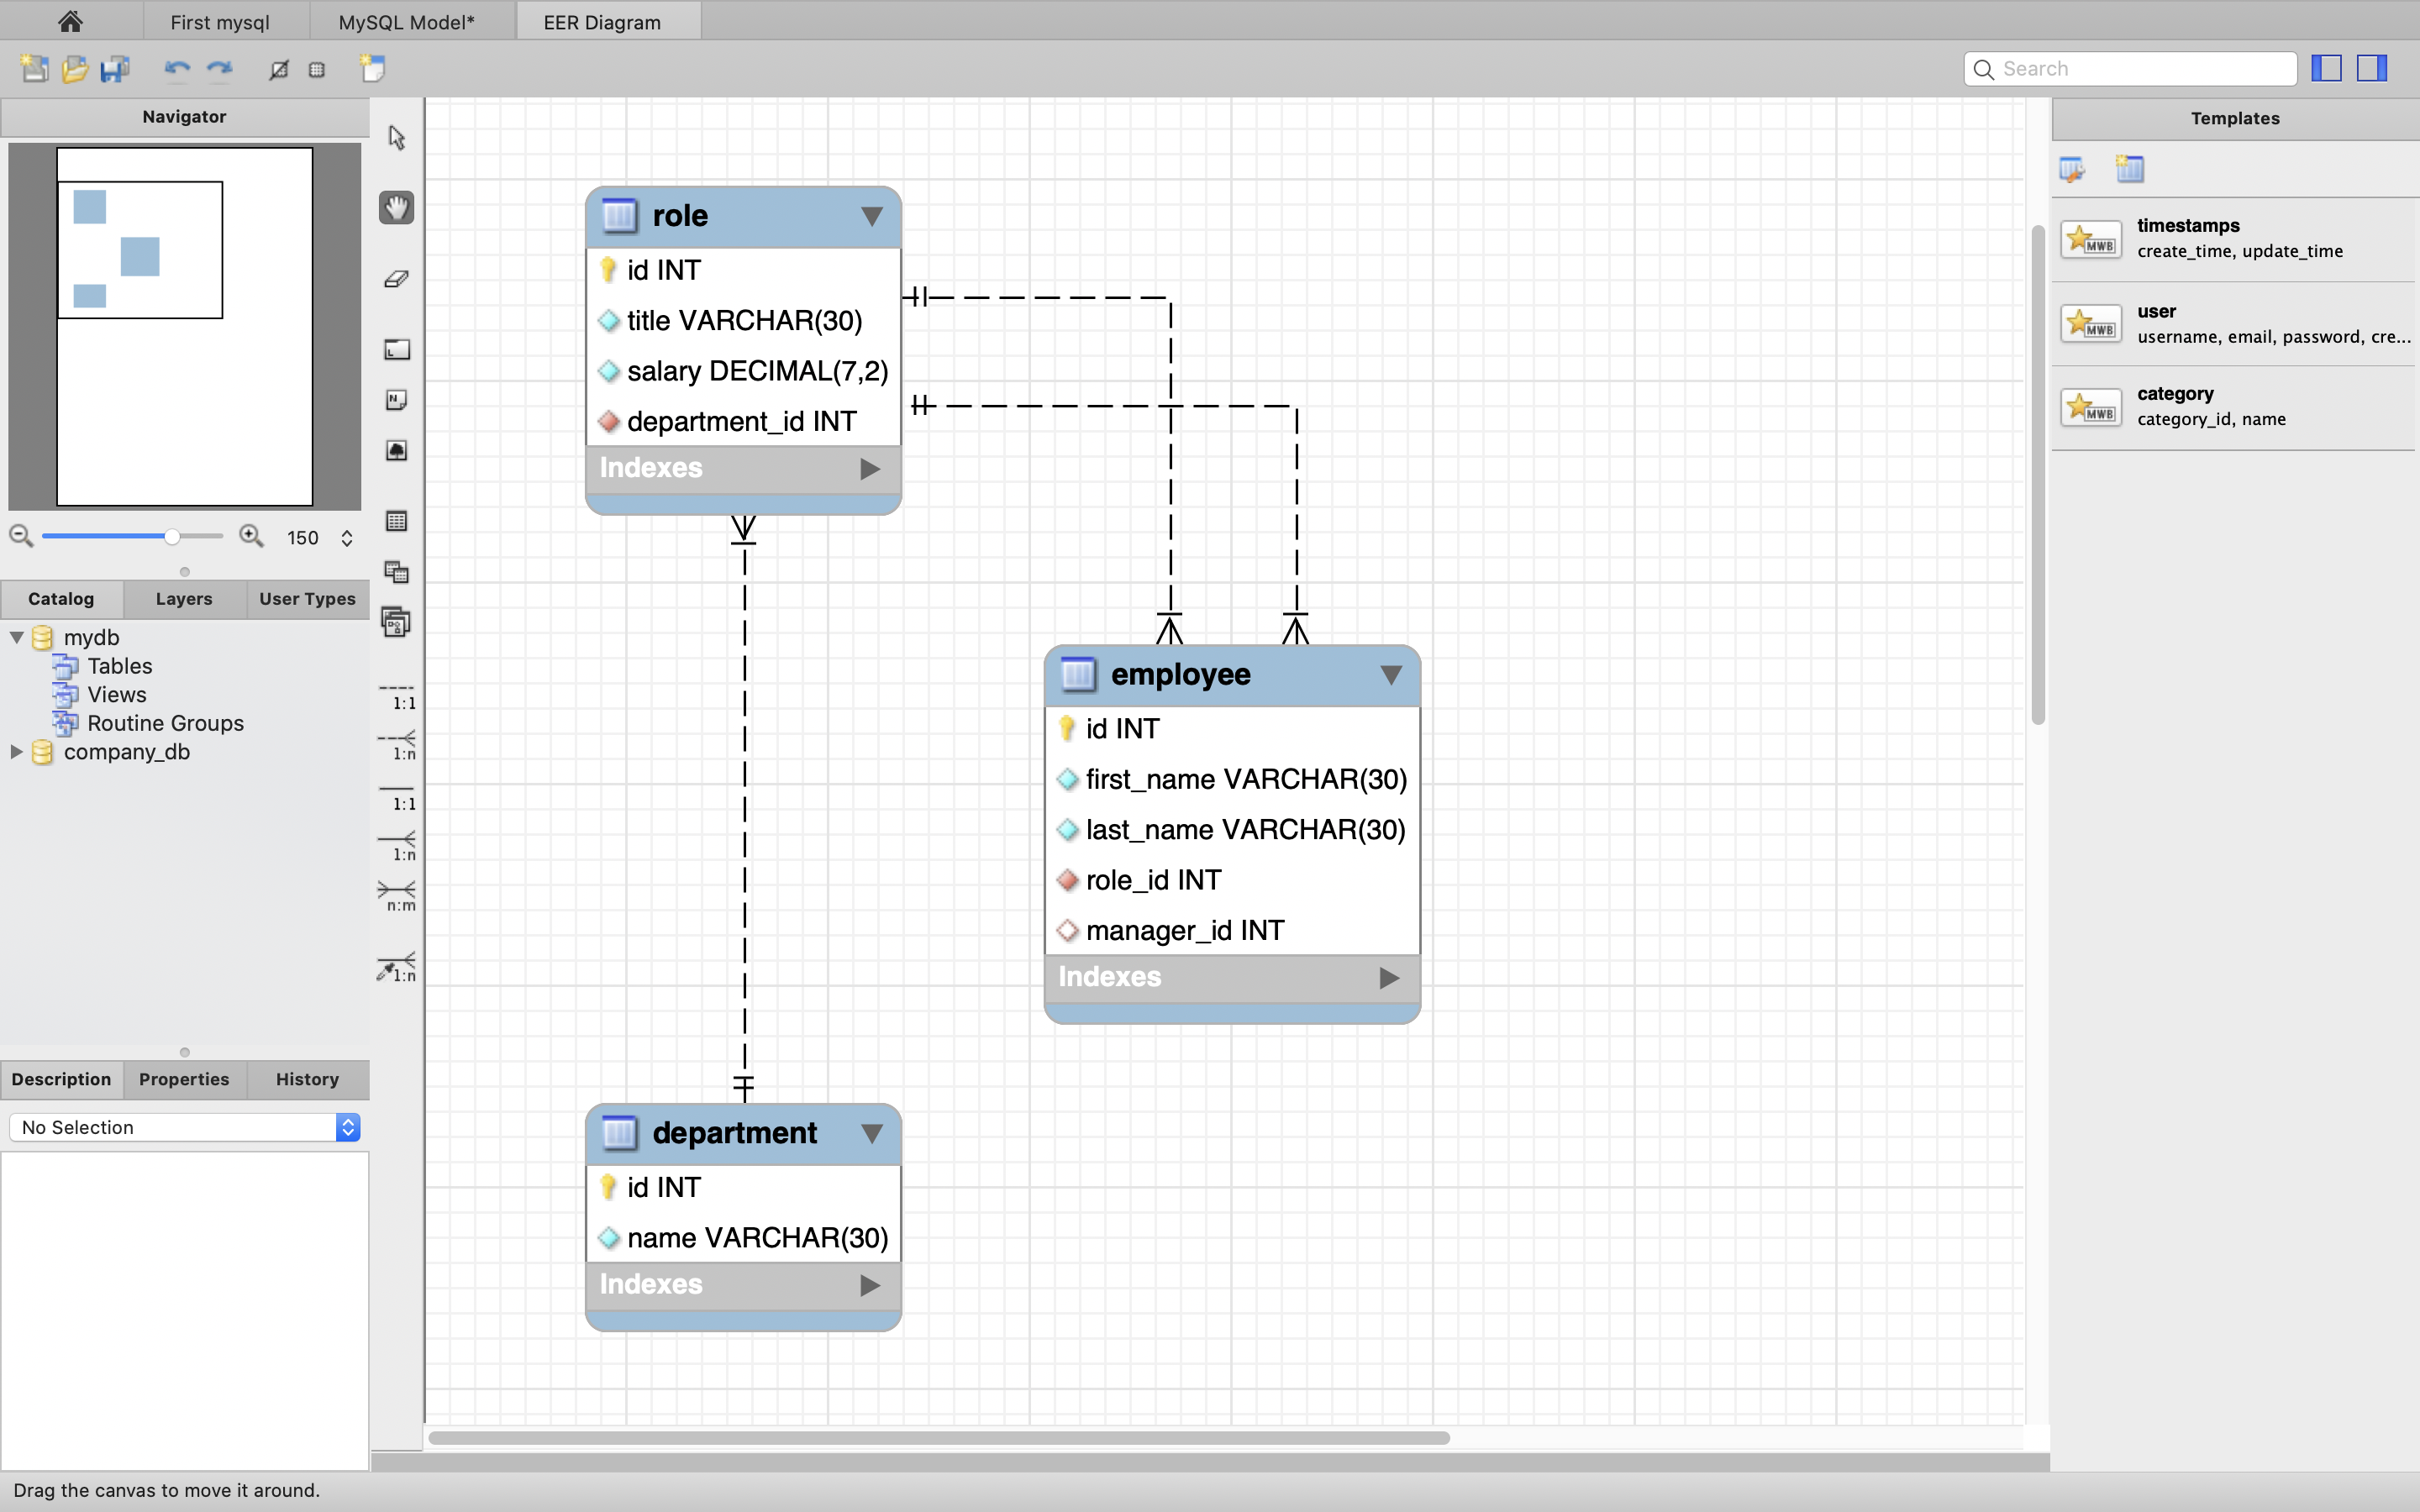 First mysql
MySQL Model*
EER Diagram
Search
Navigator
150
Catalog
Layers
User Types
mydb
Tables
Views
Routine Groups
company_db
Description
Properties
History
No Selection
1:1
1:n
1:1
1:n
n:m
1:n
role
id INT
title VARCHAR(30)
salary DECIMAL(7,2)
department_id INT
Indexes
employee
id INT
first_name VARCHAR(30)
last_name VARCHAR(30)
role_id INT
manager_id INT
Indexes
department
id INT
name VARCHAR(30)
Indexes
Templates
MWB
timestamps
create_time, update_time
MWB
user
username, email, password, cre...
MWB
category
category_id, name
Drag the canvas to move it around.